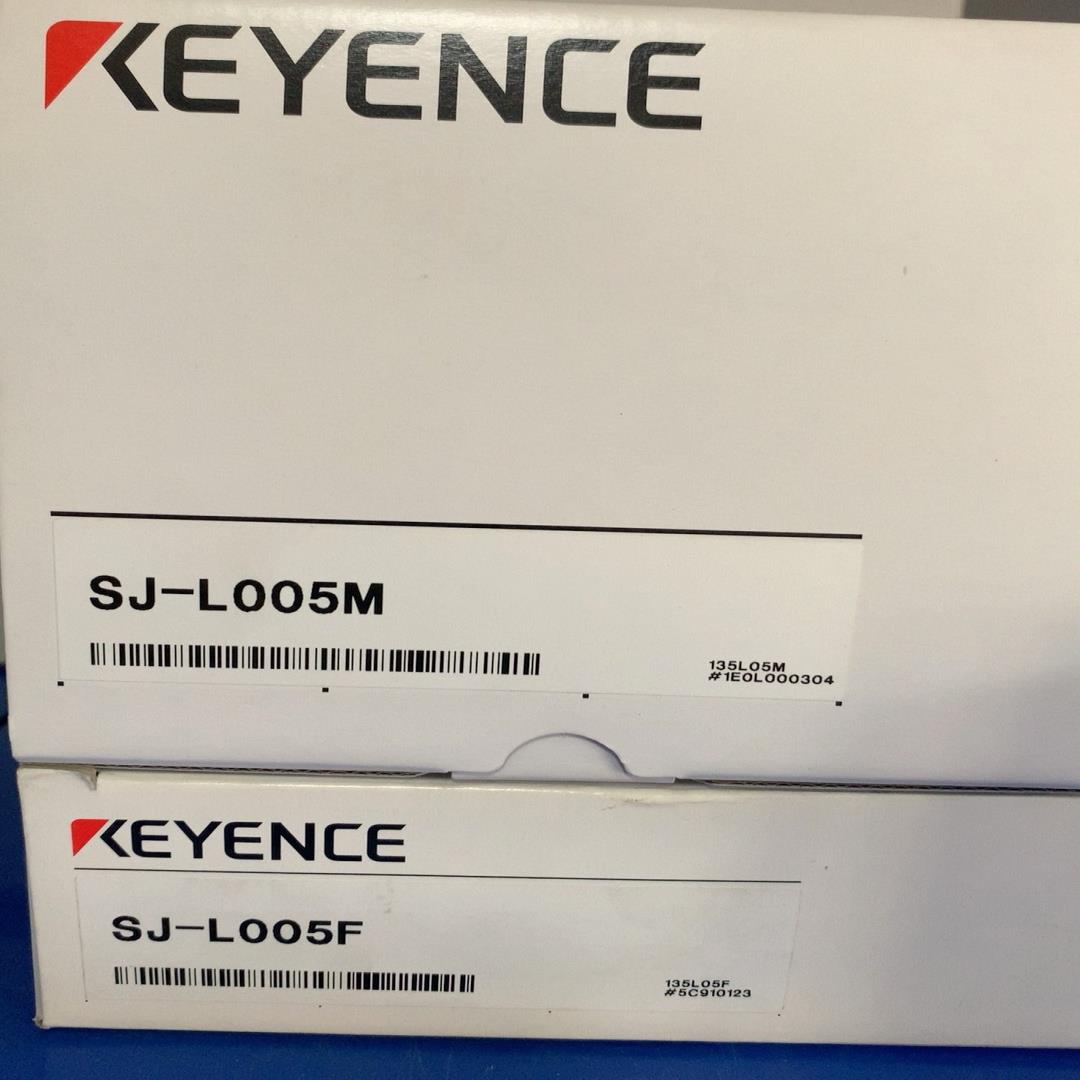 KEYENCE
SJ-L005M
135L05M
#1E0L000304
KEYENCE
SJ-L005F
135L05F
#5C910123